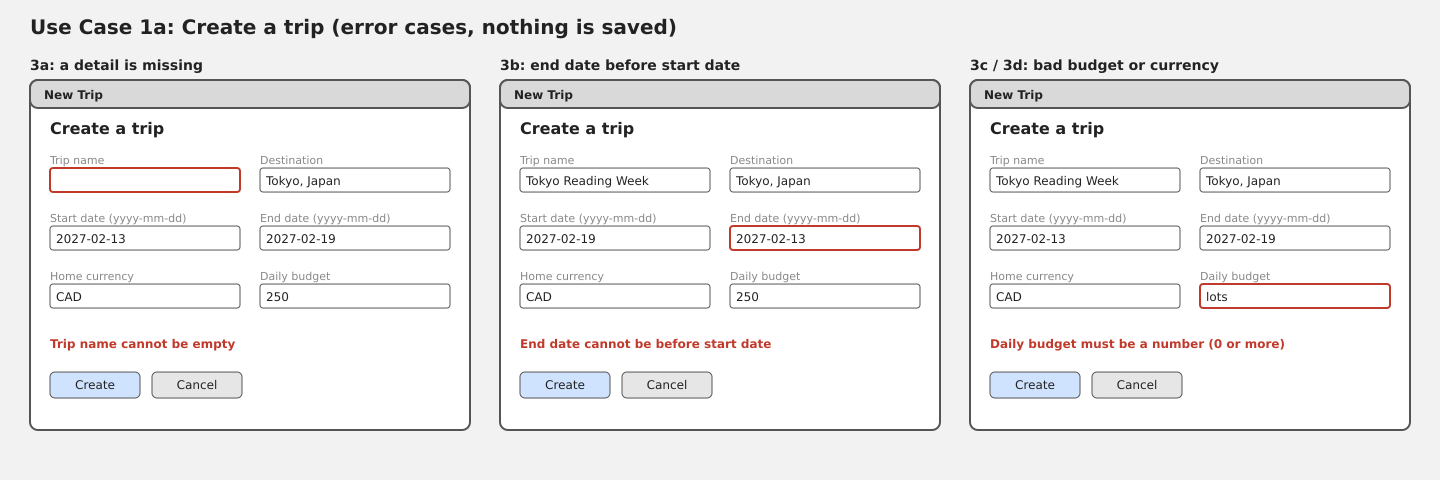 Use Case 1a: Create a trip (error cases, nothing is saved)
3a: a detail is missing
New Trip
Create a trip
Trip name
Destination
Tokyo, Japan
Start date (yyyy-mm-dd)
End date (yyyy-mm-dd)
2027-02-13
2027-02-19
Home currency
Daily budget
CAD
250
Trip name cannot be empty
Create
Cancel
3b: end date before start date
New Trip
Create a trip
Trip name
Destination
Tokyo Reading Week
Tokyo, Japan
Start date (yyyy-mm-dd)
End date (yyyy-mm-dd)
2027-02-19
2027-02-13
Home currency
Daily budget
CAD
250
End date cannot be before start date
Create
Cancel
3c / 3d: bad budget or currency
New Trip
Create a trip
Trip name
Destination
Tokyo Reading Week
Tokyo, Japan
Start date (yyyy-mm-dd)
End date (yyyy-mm-dd)
2027-02-13
2027-02-19
Home currency
Daily budget
CAD
lots
Daily budget must be a number (0 or more)
Create
Cancel